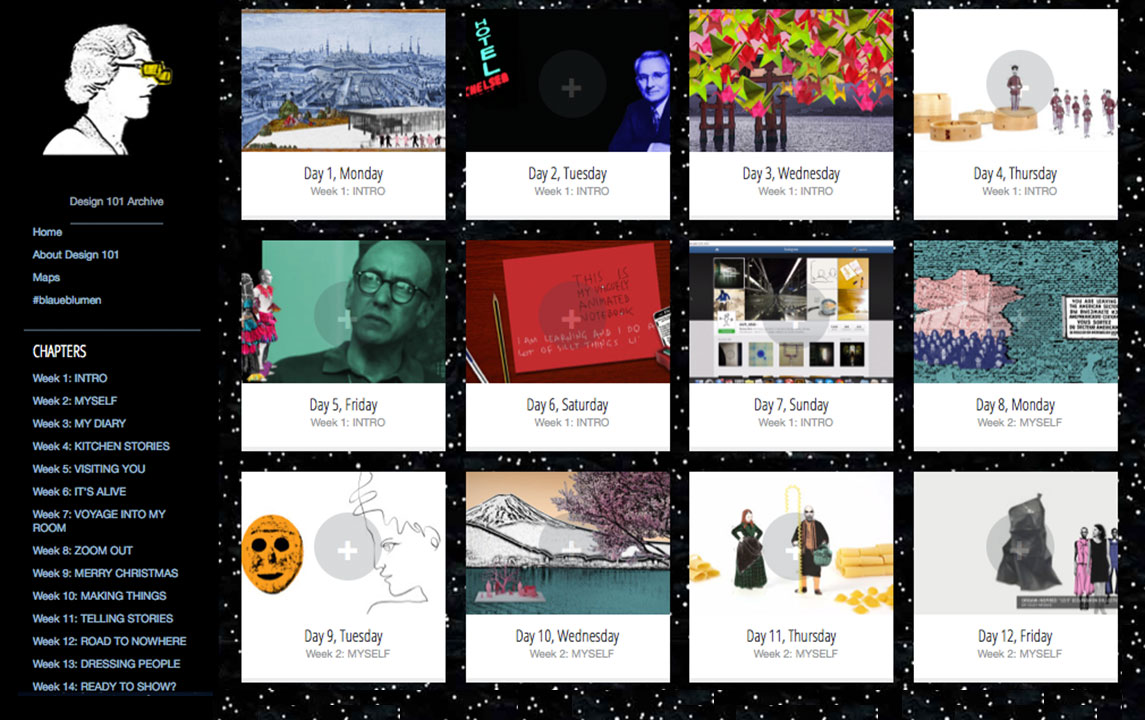 Design 101 Archive
Home
About Design 101
Maps
#blaueblumen
CHAPTERS
Week 1: INTRO
Week 2: MYSELF
Week 3: MY DIARY
Week 4: KITCHEN STORIES
Week 5: VISITING YOU
Week 6: IT'S ALIVE
Week 7: VOYAGE INTO MY
ROOM
Week 8: ZOOM OUT
Week 9: MERRY CHRISTMAS
Week 10: MAKING THINGS
Week 11: TELLING STORIES
Week 12: ROAD TO NOWHERE
Week 13: DRESSING PEOPLE
Week 14: READY TO SHOW?
Day 1, Monday
Week 1: INTRO
HOTEL
CHELSEA
Day 2, Tuesday
Week 1: INTRO
Day 3, Wednesday
Week 1: INTRO
Day 4, Thursday
Week 1: INTRO
Day 5, Friday
Week 1: INTRO
THIS IS
MY
ANIMATED
NOTEBOOK
I AM LEARNING AND I DO A
LOT OF SILLY THINGS
Day 6, Saturday
Week 1: INTRO
Day 7, Sunday
Week 1: INTRO
YOU ARE LEAVING
THE AMERICAN SECTOR
VOUS SORTEZ
DU SECTEUR AMERICAIN
Day 8, Monday
Week 2: MYSELF
Day 9, Tuesday
Week 2: MYSELF
Day 10, Wednesday
Week 2: MYSELF
Day 11, Thursday
Week 2: MYSELF
Day 12, Friday
Week 2: MYSELF